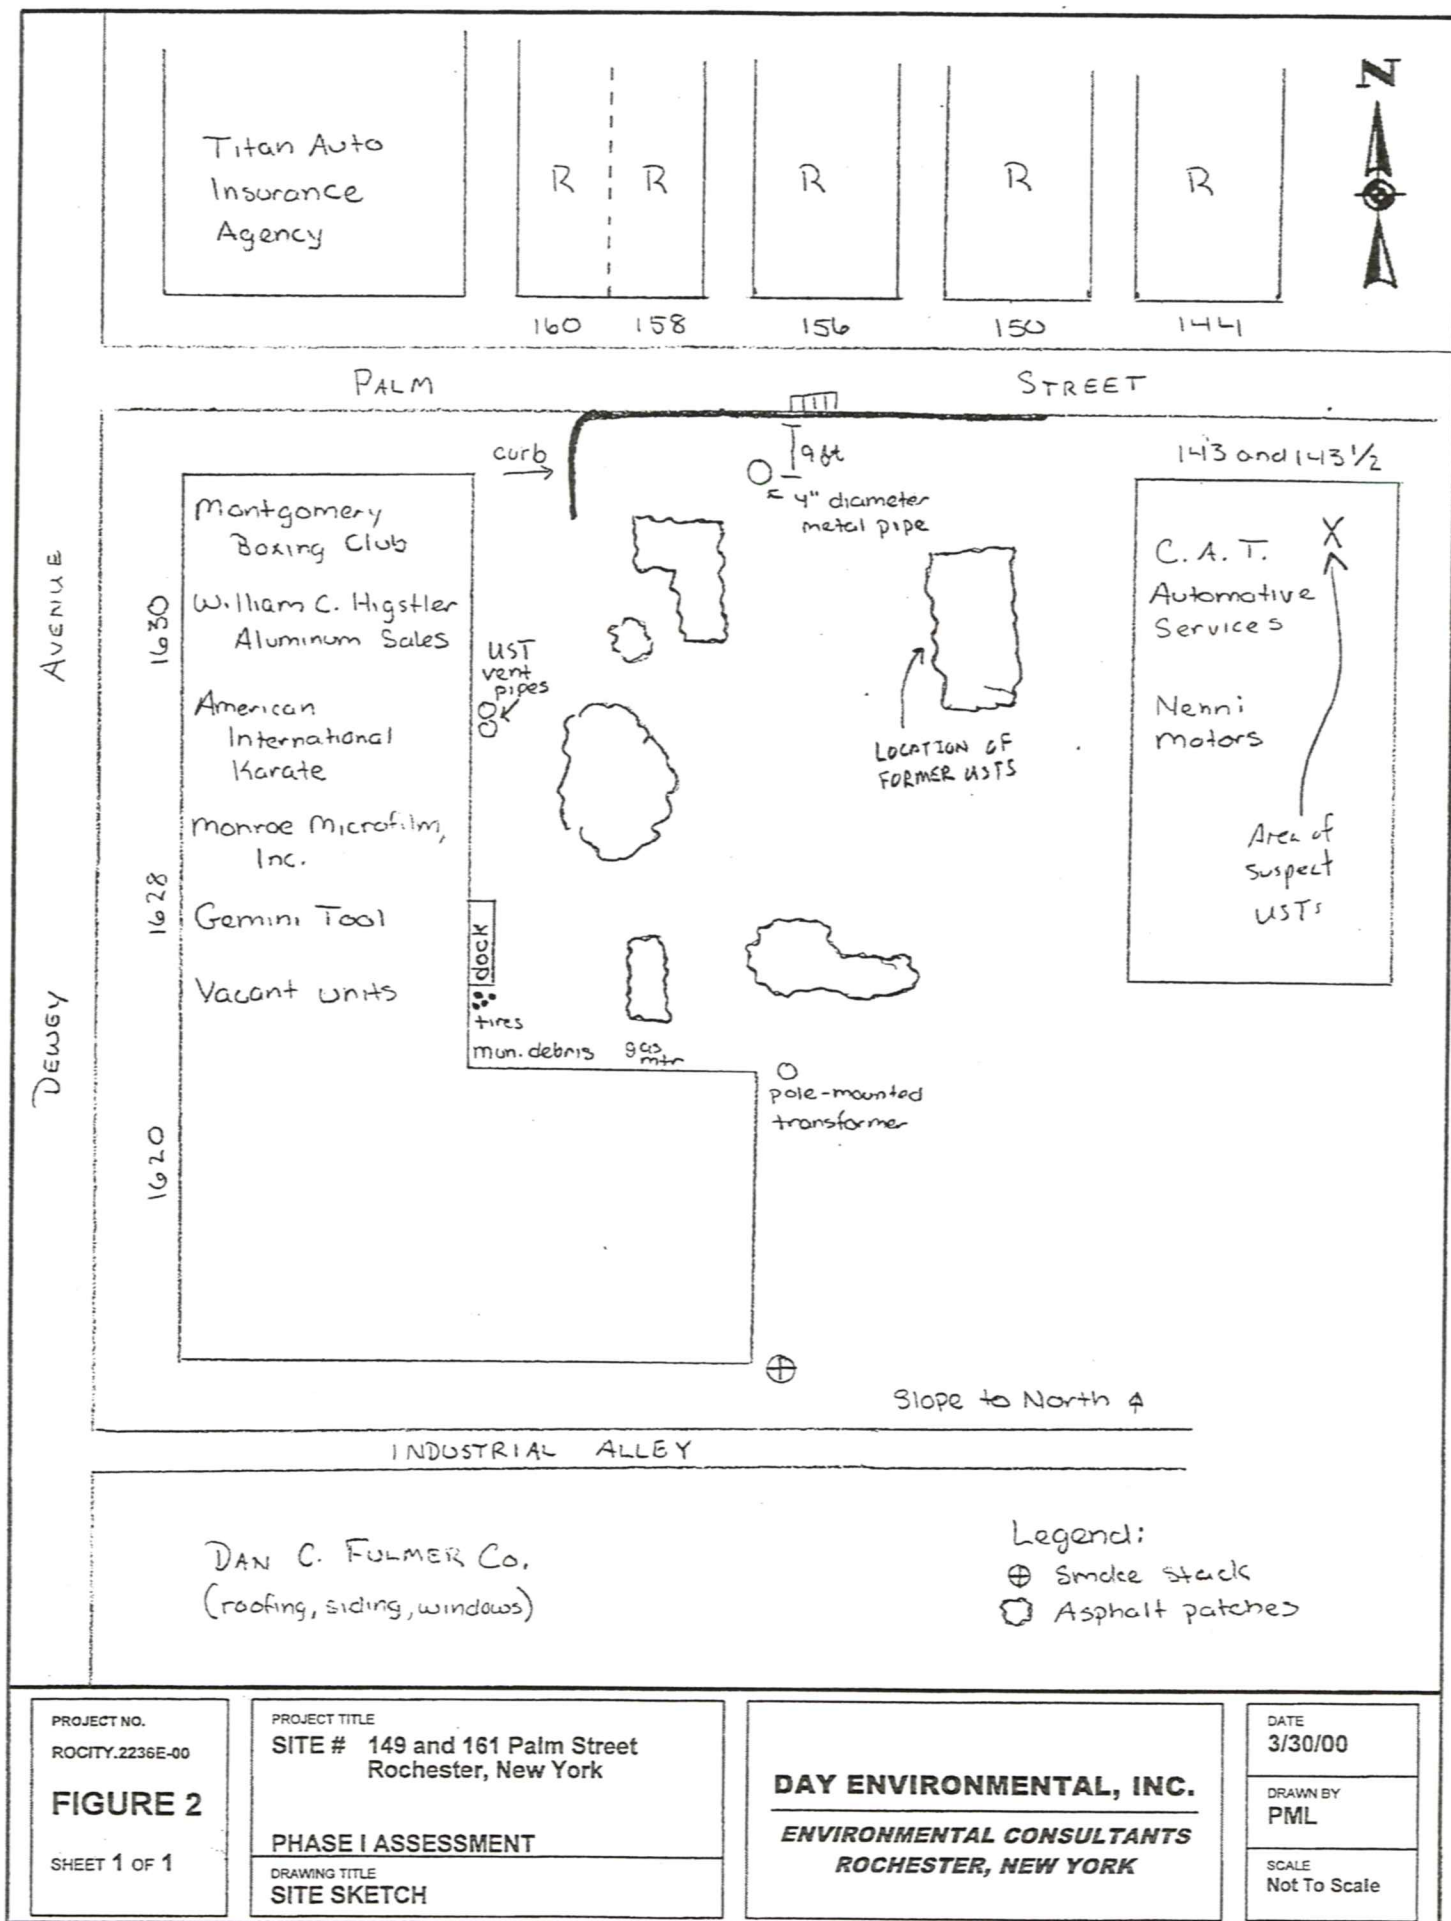 N
Titan Auto
Insurance
Agency
R
R
R
R
R
160
158
156
150
144
PALM
STREET
curb
9 ft
4" diameter
metal pipe
143 and 143 1/2
AVENUE
DEWEY
1630
1628
1620
Montgomery
Boxing Club
William C. Higstler
Aluminum Sales
American
International
Karate
Monroe Microfilm,
Inc.
Gemini Tool
Vacant units
UST
vent
pipes
dock
tires
mun. debris
gas
mtr
LOCATION OF
FORMER USTS
C. A. T.
Automotive
Services
Nenni
Motors
X
Area of
Suspect
USTs
pole-mounted
transformer
Slope to North
INDUSTRIAL ALLEY
DAN C. FULMER CO.
(roofing, siding, windows)
Legend:
Smoke stack
Asphalt patches
PROJECT NO.
ROCITY.2236E-00
FIGURE 2
SHEET 1 OF 1
PROJECT TITLE
SITE # 149 and 161 Palm Street
Rochester, New York
PHASE I ASSESSMENT
DRAWING TITLE
SITE SKETCH
DAY ENVIRONMENTAL, INC.
ENVIRONMENTAL CONSULTANTS
ROCHESTER, NEW YORK
DATE
3/30/00
DRAWN BY
PML
SCALE
Not To Scale